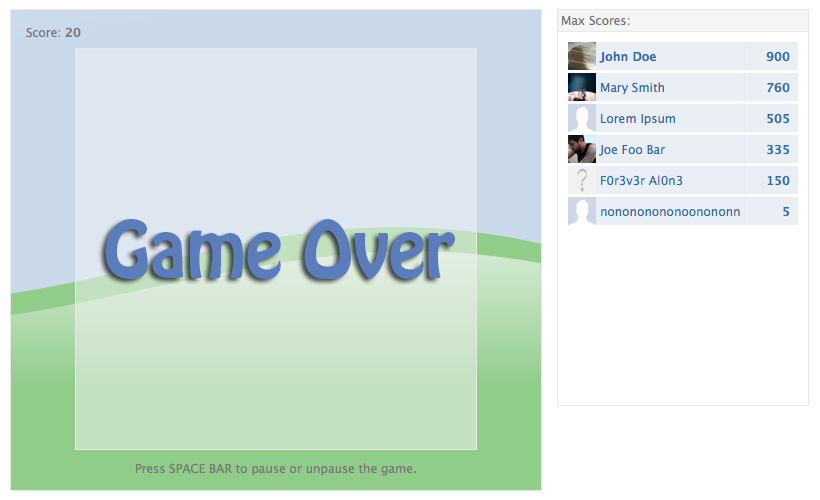 Score: 20
Game Over
Press SPACE BAR to pause or unpause the game.
Max Scores:
John Doe 900
Mary Smith 760
Lorem Ipsum 505
Joe Foo Bar 335
?
F0r3v3r Al0n3 150
nonononononoonononn 5